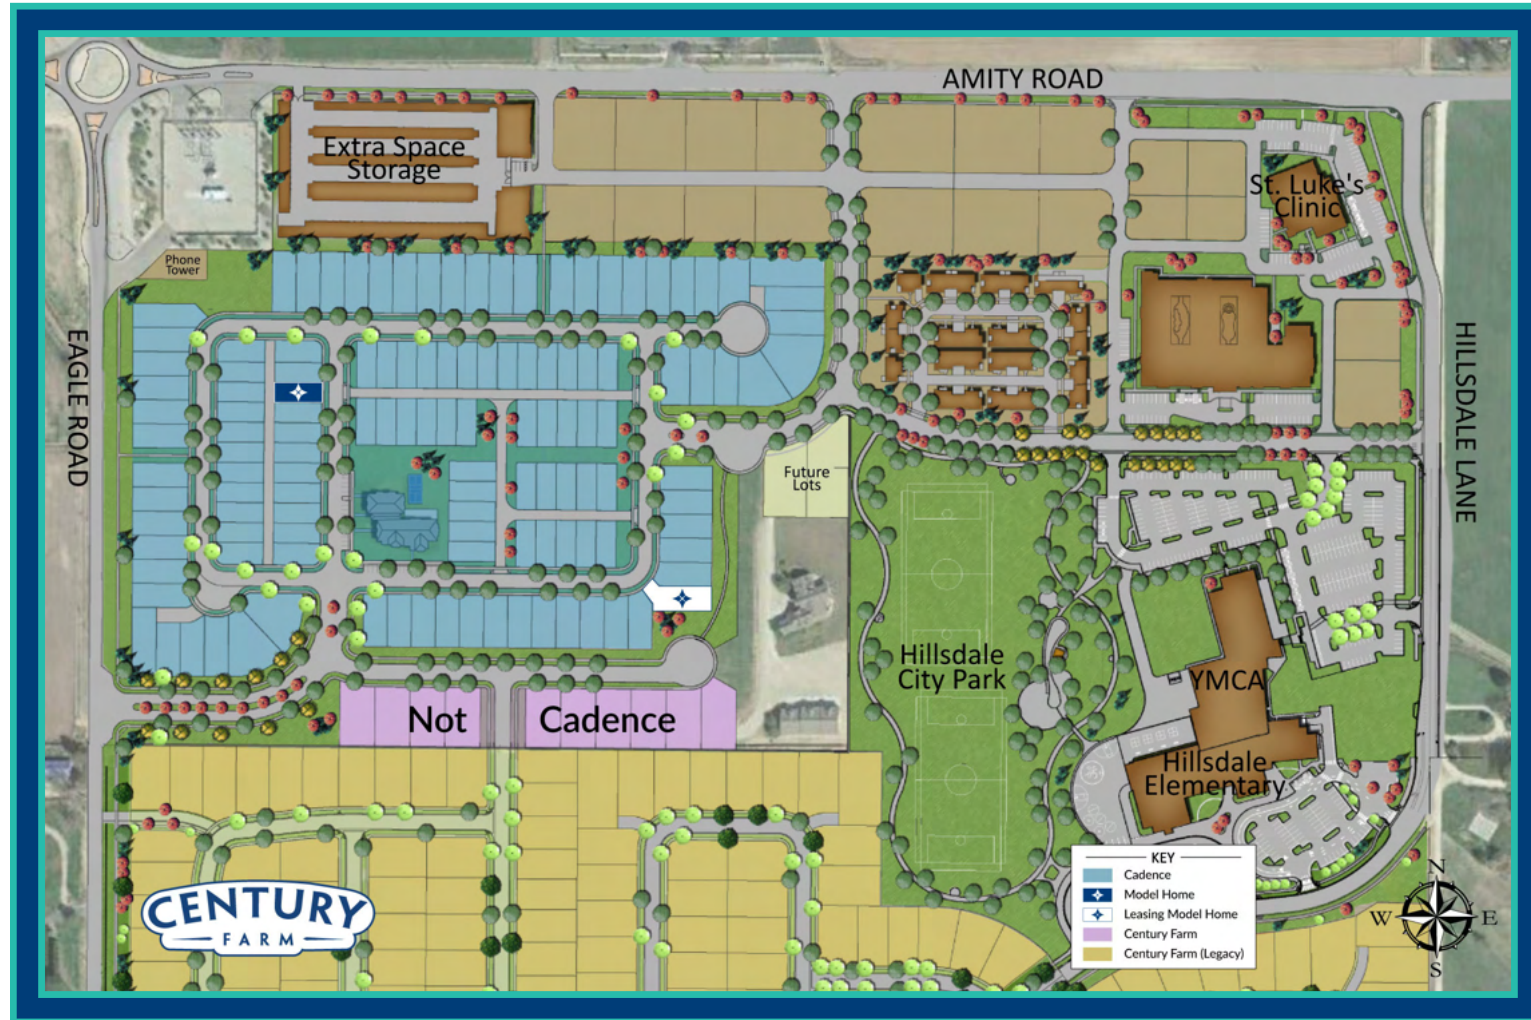 AMITY ROAD
Extra Space
Storage
St. Luke's
Clinic
Phone
Tower
EAGLE ROAD
HILLSDALE LANE
Future
Lots
Hillsdale
City Park
YMCA
Not
Cadence
Hillsdale
Elementary
CENTURY
FARM
KEY
Cadence
Model Home
Leasing Model Home
Century Farm
Century Farm (Legacy)
N
W
E
S